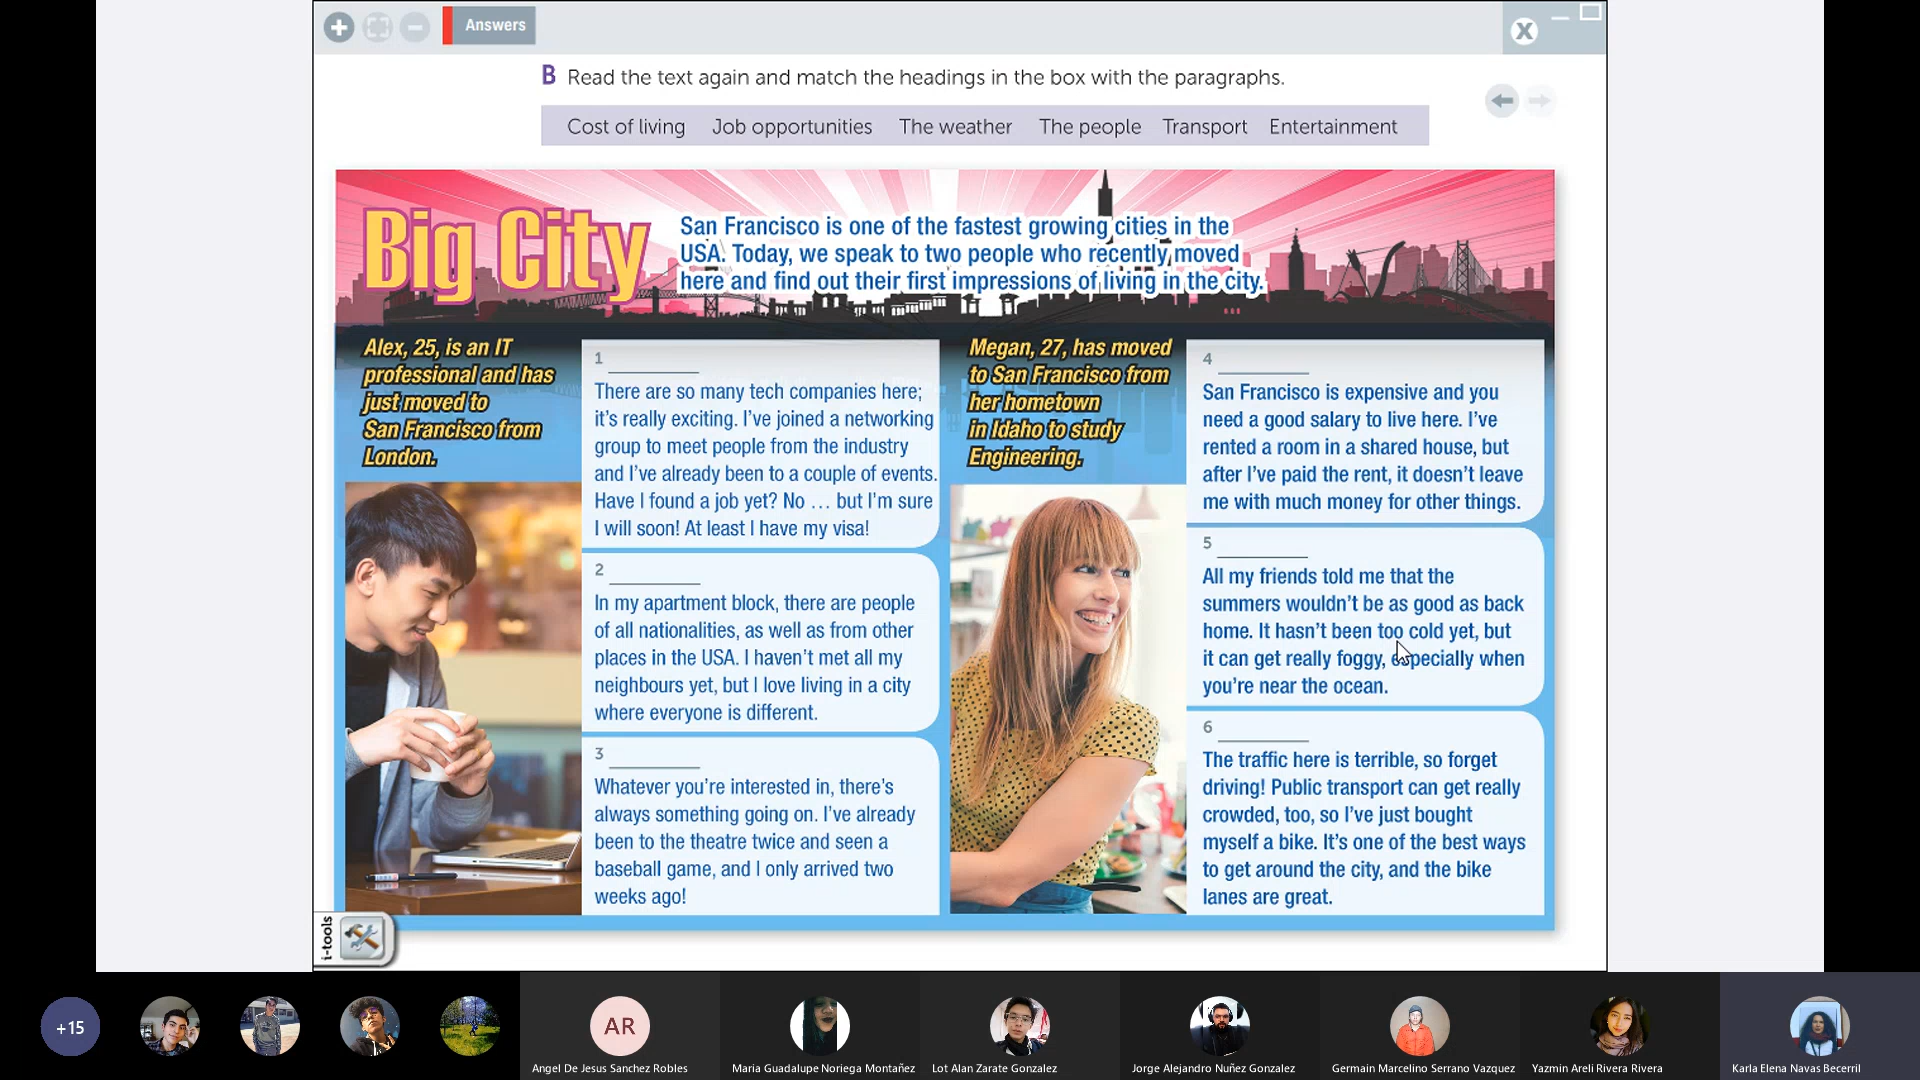 Answers
X
B Read the text again and match the headings in the box with the paragraphs.
Cost of living Job opportunities The weather The people Transport Entertainment
Big City
San Francisco is one of the fastest growing cities in the
USA. Today, we speak to two people who recently moved
here and find out their first impressions of living in the city.
Alex, 25, is an IT
professional and has
just moved to
San Francisco from
London.
1
There are so many tech companies here;
it's really exciting. I've joined a networking
group to meet people from the industry
and I've already been to a couple of events.
Have I found a job yet? No … but I'm sure
I will soon! At least I have my visa!
2
In my apartment block, there are people
of all nationalities, as well as from other
places in the USA. I haven't met all my
neighbours yet, but I love living in a city
where everyone is different.
3
Whatever you're interested in, there's
always something going on. I've already
been to the theatre twice and seen a
baseball game, and I only arrived two
weeks ago!
Megan, 27, has moved
to San Francisco from
her hometown
in Idaho to study
Engineering.
4
San Francisco is expensive and you
need a good salary to live here. I've
rented a room in a shared house, but
after I've paid the rent, it doesn't leave
me with much money for other things.
5
All my friends told me that the
summers wouldn't be as good as back
home. It hasn't been too cold yet, but
it can get really foggy, especially when
you're near the ocean.
6
The traffic here is terrible, so forget
driving! Public transport can get really
crowded, too, so I've just bought
myself a bike. It's one of the best ways
to get around the city, and the bike
lanes are great.
i-tools
+15
AR
Angel De Jesus Sanchez Robles
Maria Guadalupe Noriega Montañez
Lot Alan Zarate Gonzalez
Jorge Alejandro Nuñez Gonzalez
Germain Marcelino Serrano Vazquez
Yazmin Areli Rivera Rivera
Karla Elena Navas Becerril